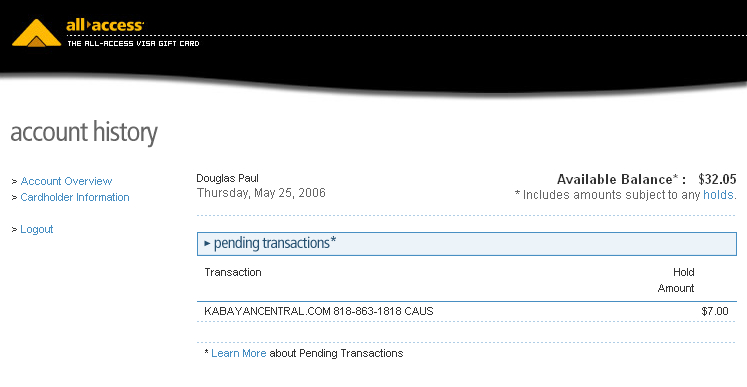 all-access
THE ALL-ACCESS VISA GIFT CARD
account history
> Account Overview
> Cardholder Information
> Logout
Douglas Paul
Thursday, May 25, 2006
Available Balance* : $32.05
* Includes amounts subject to any holds.
pending transactions*
Transaction Hold
Amount
KABAYANCENTRAL.COM 818-863-1818 CAUS $7.00
* Learn More about Pending Transactions